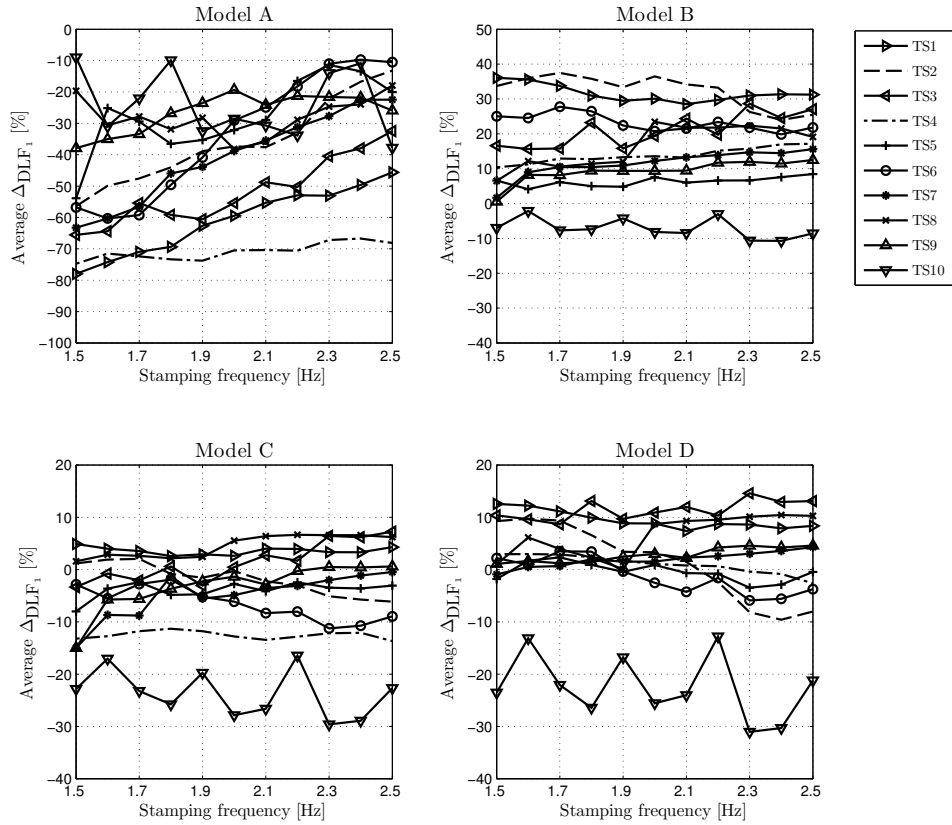 Model A
0
−10
−20
−30
−40
−50
−60
−70
−80
−90
−100
Average Δ_DLF₁ [%]
1.5 1.7 1.9 2.1 2.3 2.5
Stamping frequency [Hz]
Model B
50
40
30
20
10
0
−10
−20
−30
−40
Average Δ_DLF₁ [%]
1.5 1.7 1.9 2.1 2.3 2.5
Stamping frequency [Hz]
TS1
TS2
TS3
TS4
TS5
TS6
TS7
TS8
TS9
TS10
Model C
20
10
0
−10
−20
−30
−40
Average Δ_DLF₁ [%]
1.5 1.7 1.9 2.1 2.3 2.5
Stamping frequency [Hz]
Model D
20
10
0
−10
−20
−30
−40
Average Δ_DLF₁ [%]
1.5 1.7 1.9 2.1 2.3 2.5
Stamping frequency [Hz]